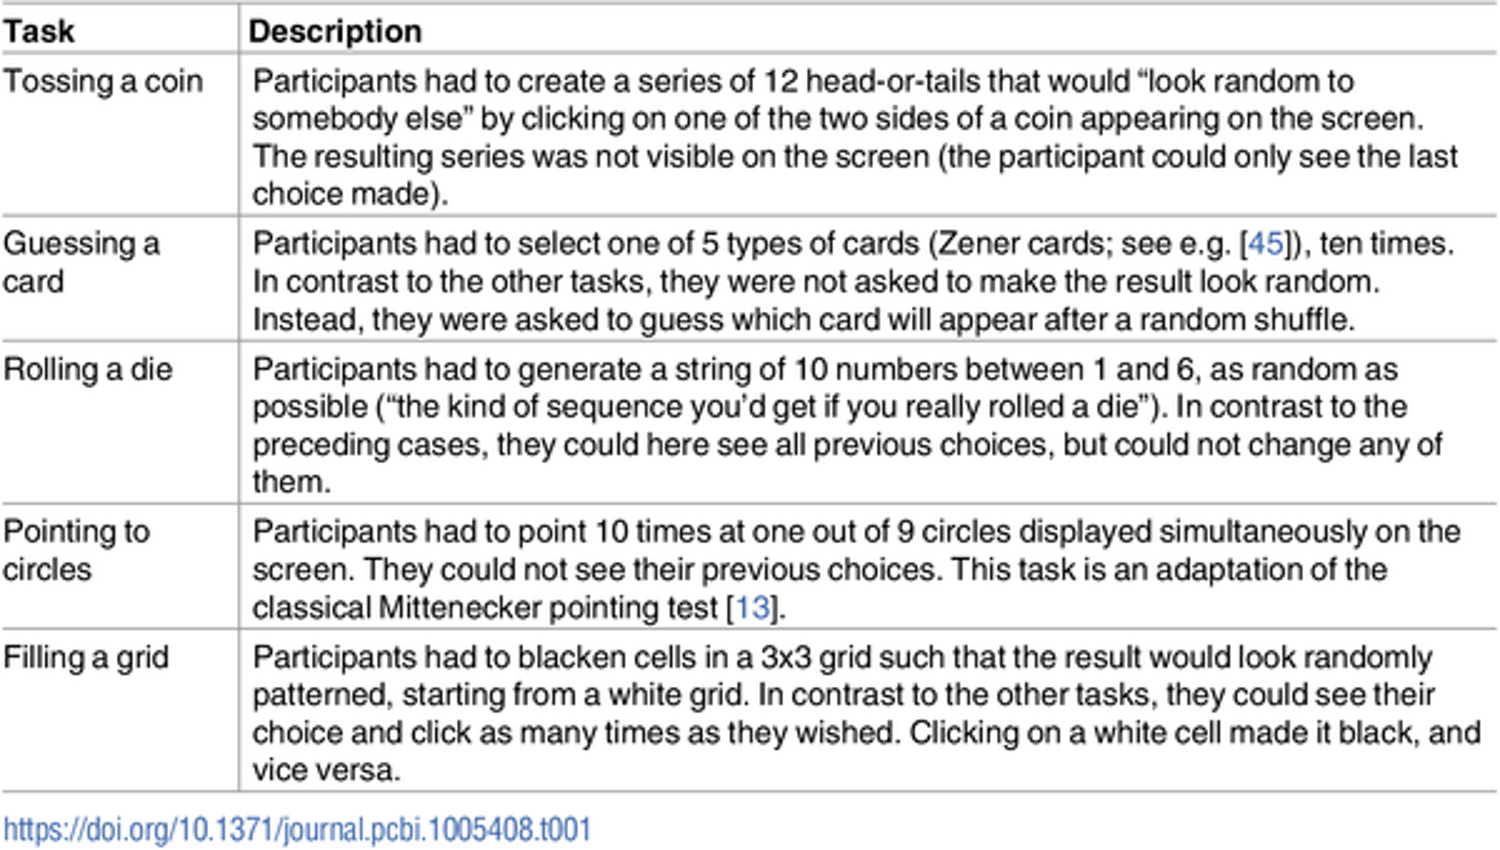 Task Description
Tossing a coin Participants had to create a series of 12 head-or-tails that would “look random to
somebody else” by clicking on one of the two sides of a coin appearing on the screen.
The resulting series was not visible on the screen (the participant could only see the last
choice made).
Guessing a card Participants had to select one of 5 types of cards (Zener cards; see e.g. [45]), ten times.
In contrast to the other tasks, they were not asked to make the result look random.
Instead, they were asked to guess which card will appear after a random shuffle.
Rolling a die Participants had to generate a string of 10 numbers between 1 and 6, as random as
possible (“the kind of sequence you’d get if you really rolled a die”). In contrast to the
preceding cases, they could here see all previous choices, but could not change any of
them.
Pointing to circles Participants had to point 10 times at one out of 9 circles displayed simultaneously on the
screen. They could not see their previous choices. This task is an adaptation of the
classical Mittenecker pointing test [13].
Filling a grid Participants had to blacken cells in a 3x3 grid such that the result would look randomly
patterned, starting from a white grid. In contrast to the other tasks, they could see their
choice and click as many times as they wished. Clicking on a white cell made it black, and
vice versa.
https://doi.org/10.1371/journal.pcbi.1005408.t001